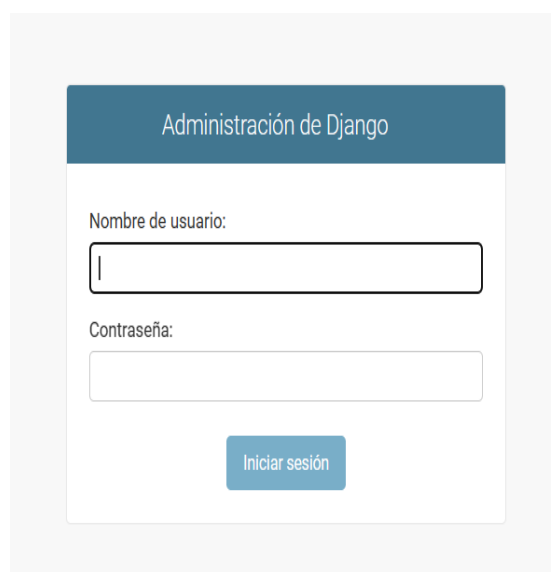 Administración de Django
Nombre de usuario:
Contraseña:
Iniciar sesión